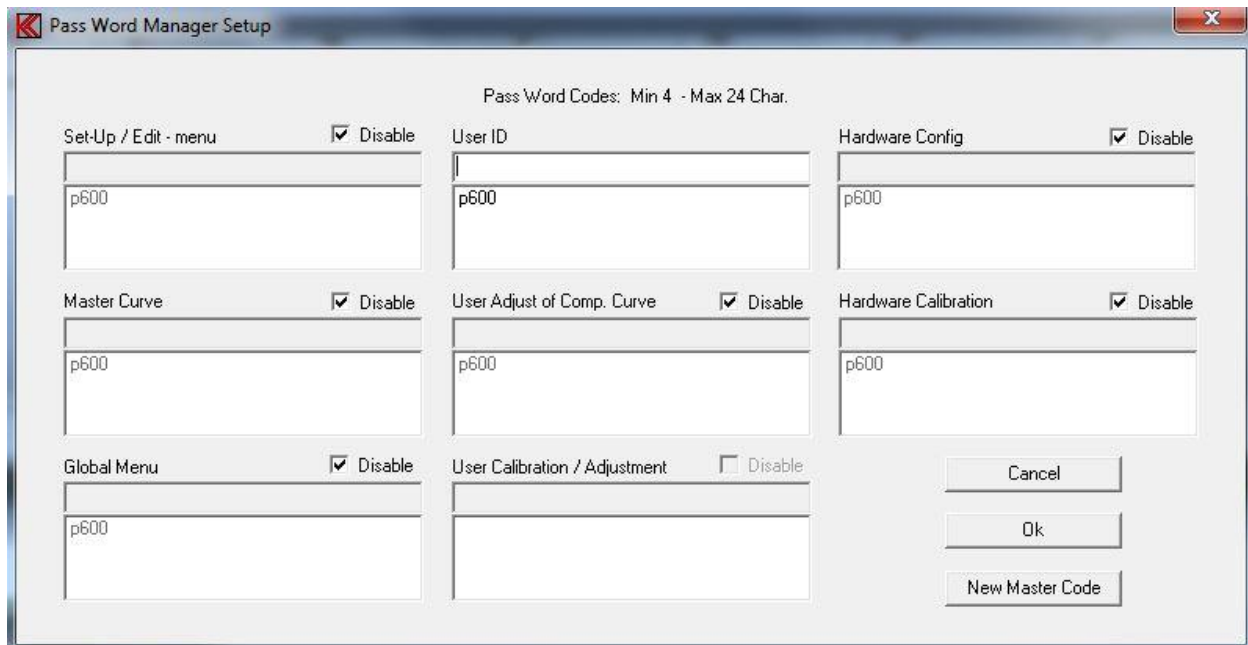 Pass Word Manager Setup
x
Pass Word Codes: Min 4 - Max 24 Char.
Set-Up / Edit - menu Disable User ID Hardware Config Disable
p600 p600 p600
Master Curve Disable User Adjust of Comp. Curve Disable Hardware Calibration Disable
p600 p600 p600
Global Menu Disable User Calibration / Adjustment Disable
Cancel
p600
Ok
New Master Code